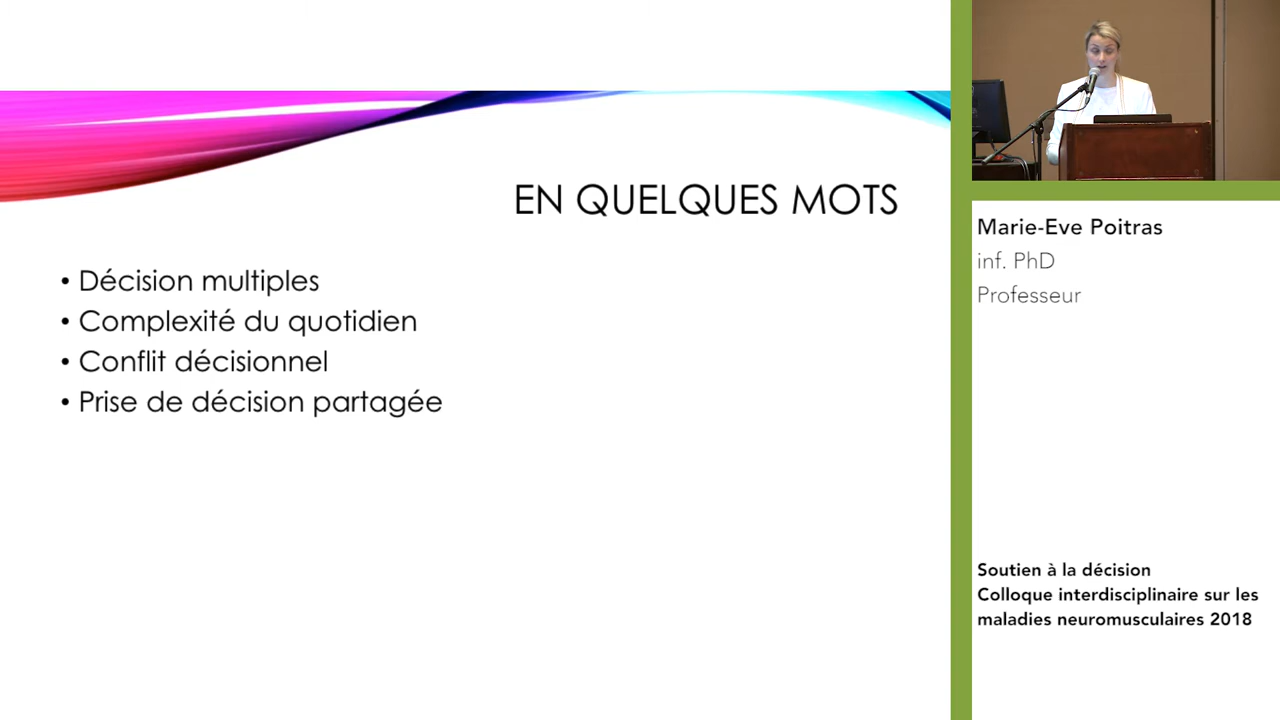 EN QUELQUES MOTS
• Décision multiples
• Complexité du quotidien
• Conflit décisionnel
• Prise de décision partagée
Marie-Eve Poitras
inf. PhD
Professeur
Soutien à la décision
Colloque interdisciplinaire sur les
maladies neuromusculaires 2018